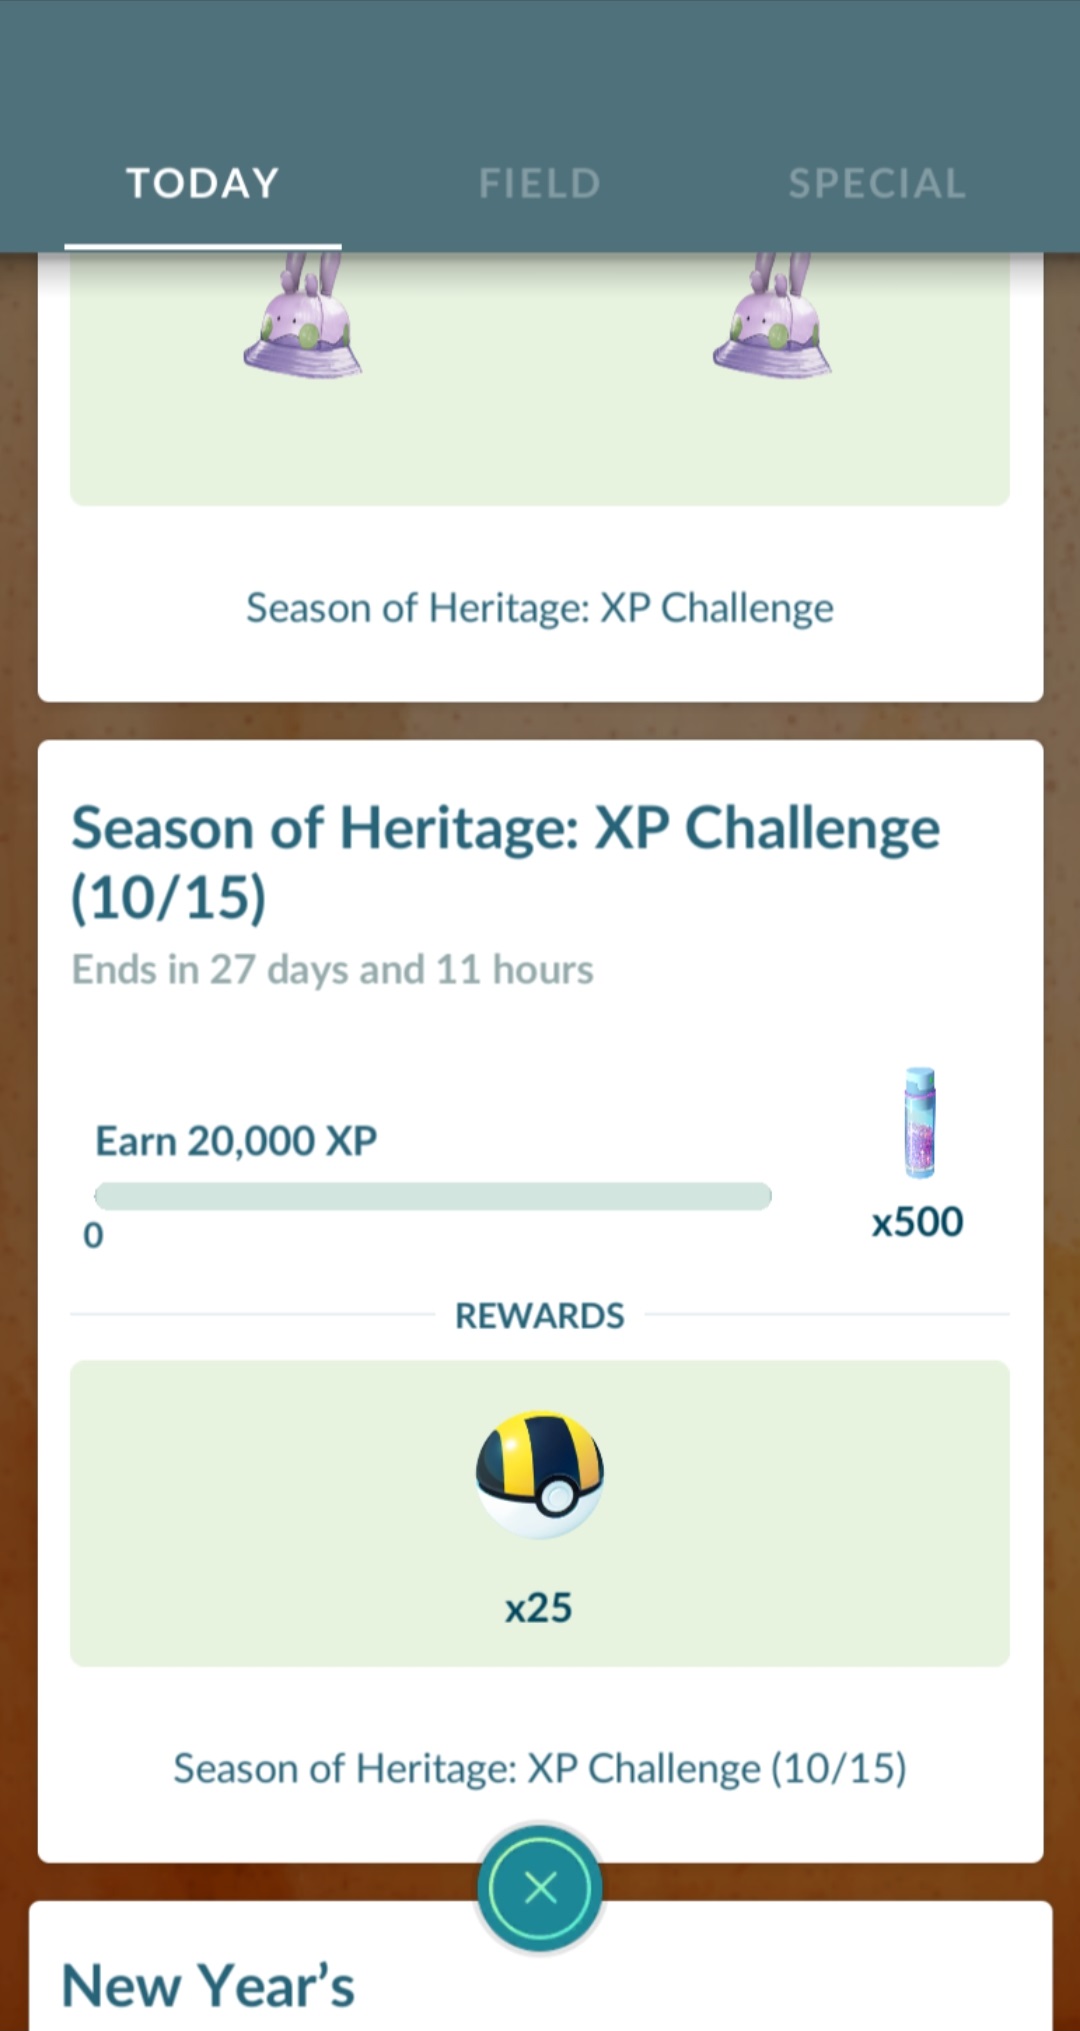 TODAY
FIELD
SPECIAL
Season of Heritage: XP Challenge
Season of Heritage: XP Challenge
(10/15)
Ends in 27 days and 11 hours
Earn 20,000 XP
0
x500
REWARDS
x25
Season of Heritage: XP Challenge (10/15)
New Year's